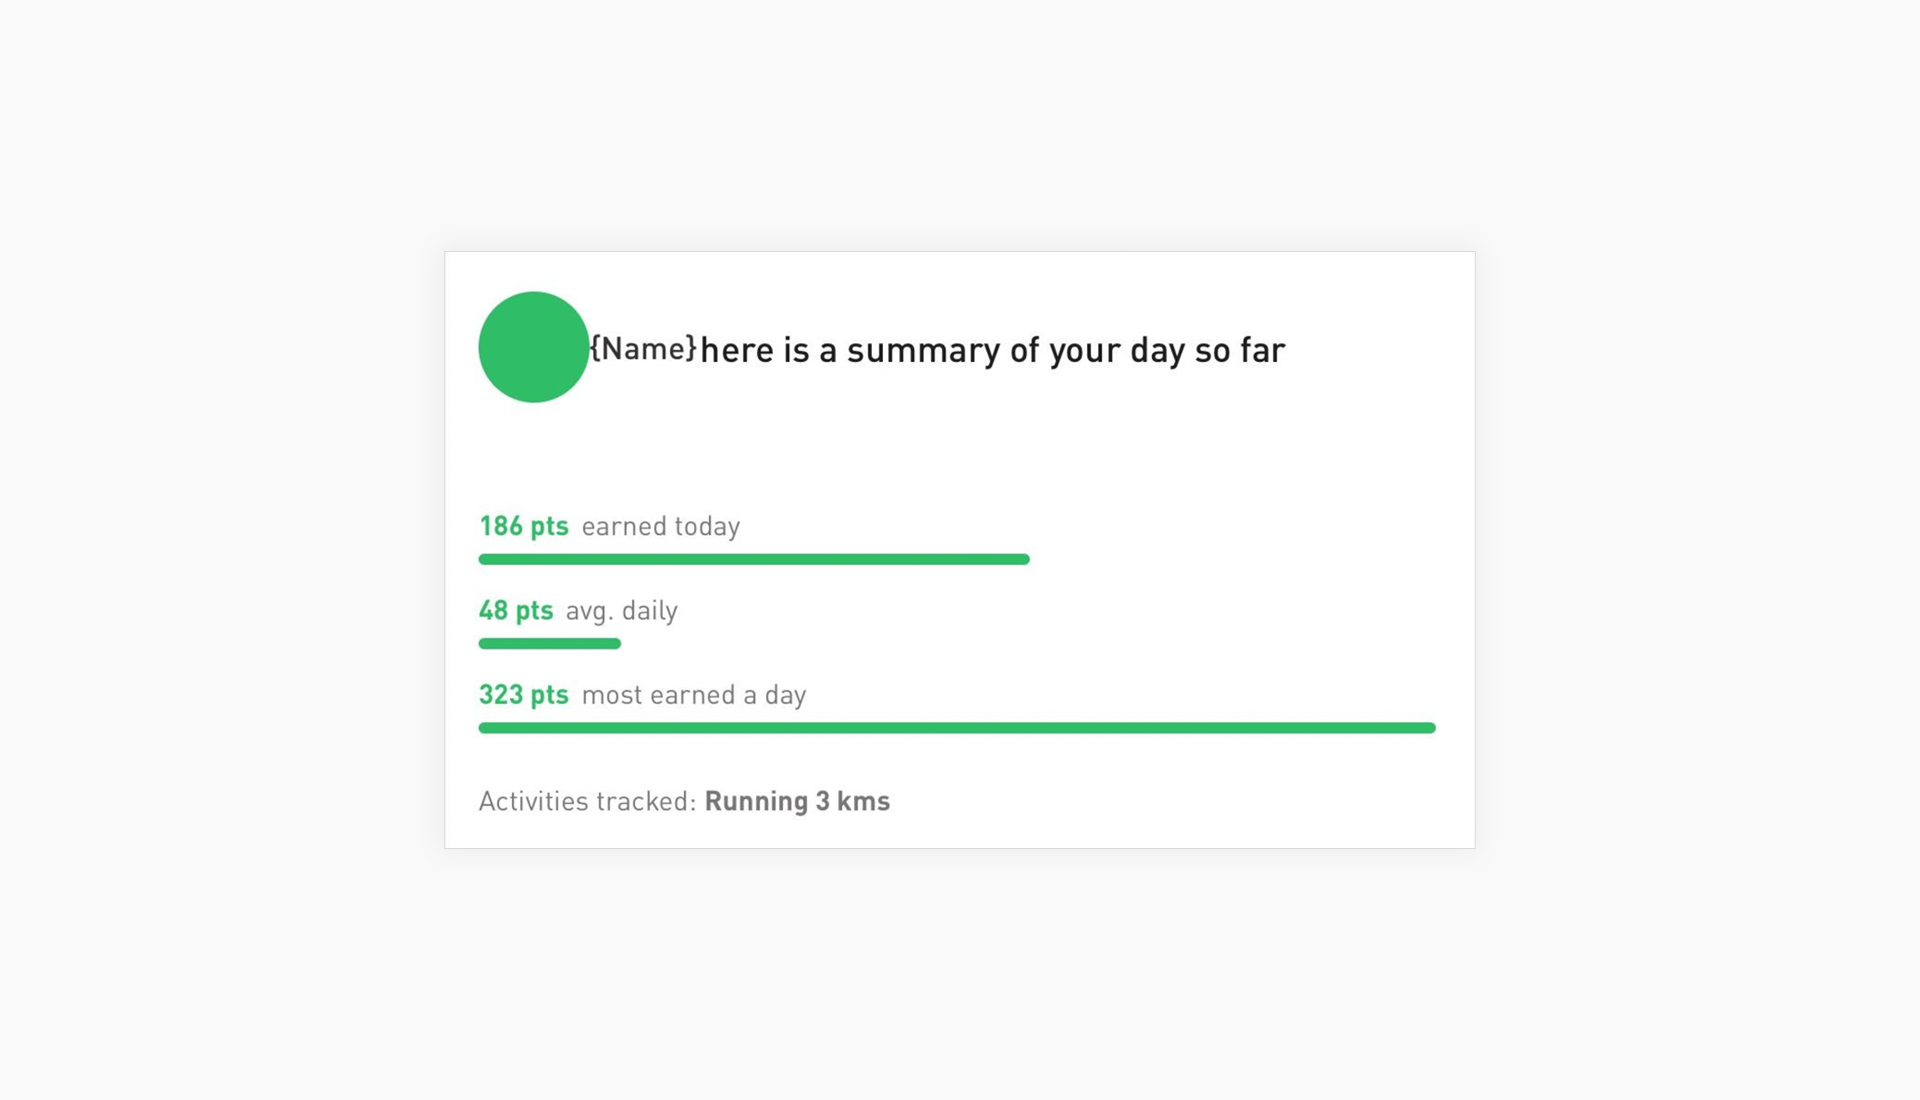 {Name} here is a summary of your day so far
186 pts earned today
48 pts avg. daily
323 pts most earned a day
Activities tracked: Running 3 kms